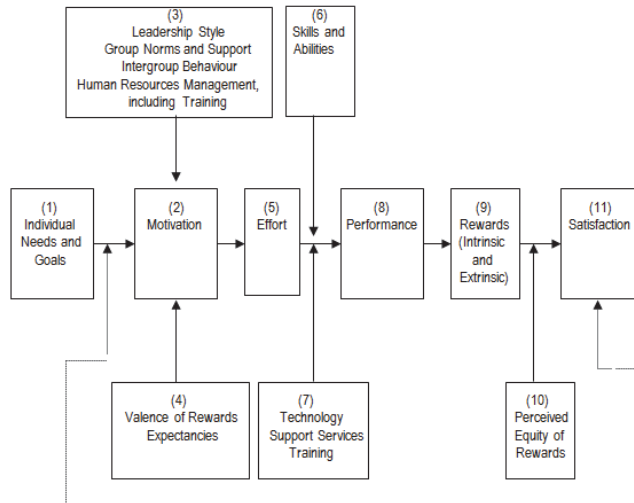 (3)
Leadership Style
Group Norms and Support
Intergroup Behaviour
Human Resources Management,
including Training
(6)
Skills and
Abilities
(1)
Individual
Needs and
Goals
(2)
Motivation
(5)
Effort
(8)
Performance
(9)
Rewards
(Intrinsic
and
Extrinsic)
(11)
Satisfaction
(4)
Valence of Rewards
Expectancies
(7)
Technology
Support Services
Training
(10)
Perceived
Equity of
Rewards